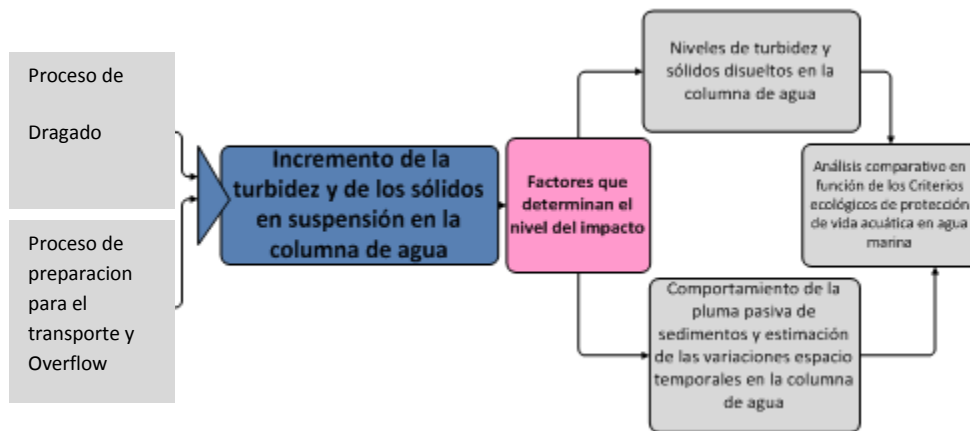 Proceso de
Dragado
Proceso de
preparacion
para el
transporte y
Overflow
Incremento de la
turbidez y de los sólidos
en suspensión en la
columna de agua
Factores que
determinan el
nivel del impacto
Niveles de turbidez y
sólidos disueltos en la
columna de agua
Comportamiento de la
pluma pasiva de
sedimentos y estimación
de las variaciones espacio
temporales en la columna
de agua
Análisis comparativo en
función de los Criterios
ecológicos de protección
de vida acuática en agua
marina